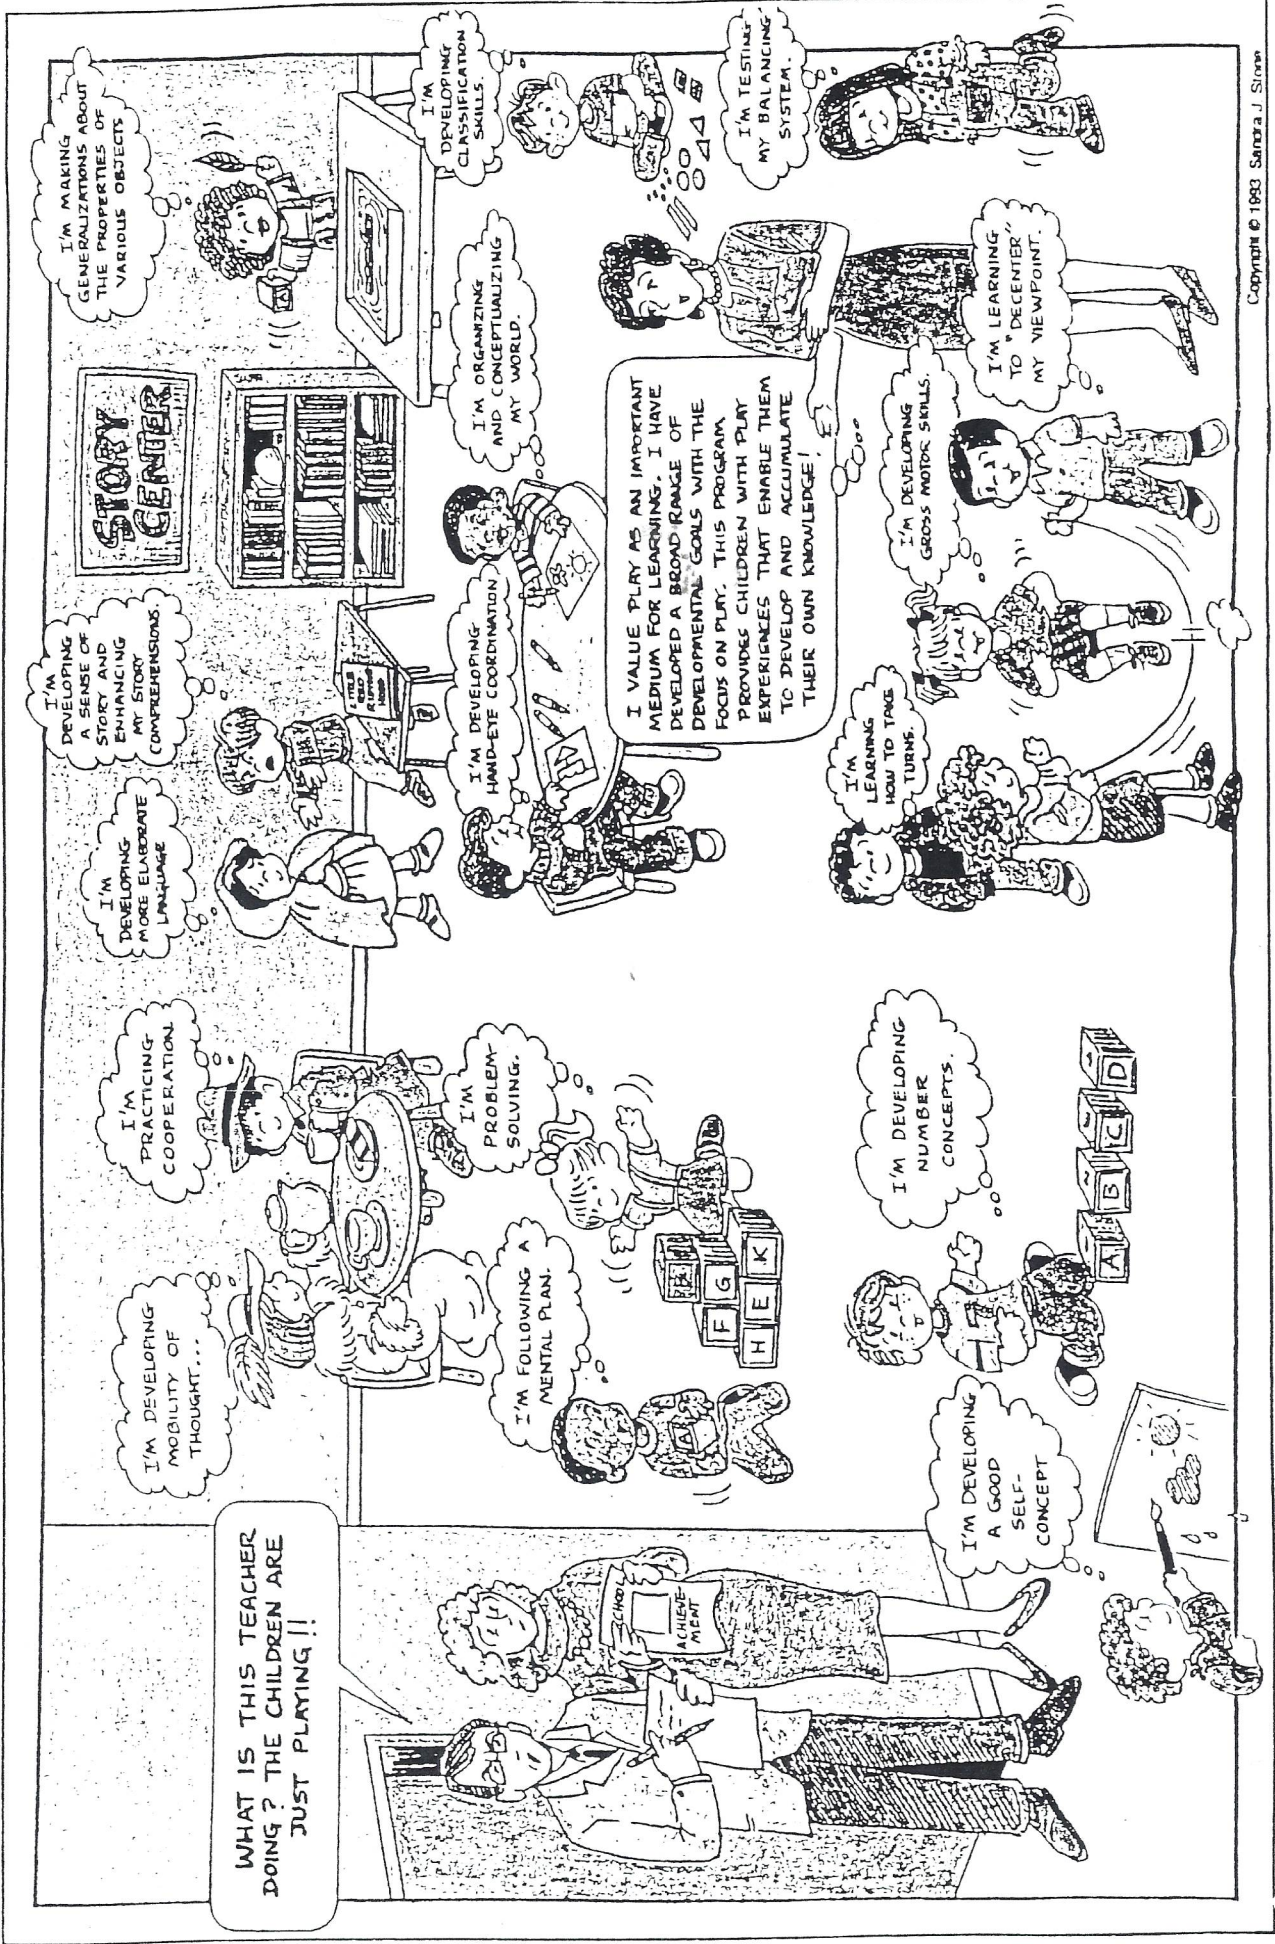 WHAT IS THIS TEACHER
DOING? THE CHILDREN ARE
JUST PLAYING!!
I'M DEVELOPING
MOBILITY OF
THOUGHT...
I'M
PRACTICING
COOPERATION.
I'M
DEVELOPING
MORE ELABORATE
LANGUAGE
I'M
DEVELOPING
A SENSE OF
STORY AND
ENHANCING
MY STORY
COMPREHENSIONS.
LITTLE
RED
RIDING
HOOD
STORY
CENTER
I'M MAKING
GENERALIZATIONS ABOUT
THE PROPERTIES OF
VARIOUS OBJECTS
I'M FOLLOWING A
MENTAL PLAN.
I'M
PROBLEM-
SOLVING.
I'M DEVELOPING
HAND-EYE COORDINATION
I'M ORGANIZING
AND CONCEPTUALIZING
MY WORLD.
I'M
DEVELOPING
CLASSIFICATION
SKILLS.
SCHOOL
ACHIEVE-
MENT
A
F G
H E K
I VALUE PLAY AS AN IMPORTANT
MEDIUM FOR LEARNING. I HAVE
DEVELOPED A BROAD RANGE OF
DEVELOPMENTAL GOALS WITH THE
FOCUS ON PLAY. THIS PROGRAM
PROVIDES CHILDREN WITH PLAY
EXPERIENCES THAT ENABLE THEM
TO DEVELOP AND ACCUMULATE
THEIR OWN KNOWLEDGE!
I'M TESTING
MY BALANCING
SYSTEM.
I'M DEVELOPING
A GOOD
SELF-
CONCEPT
I'M DEVELOPING
NUMBER
CONCEPTS.
A B C D
I'M
LEARNING
HOW TO TAKE
TURNS.
I'M DEVELOPING
GROSS MOTOR SKILLS.
I'M LEARNING
TO "DECENTER"
MY VIEWPOINT.
Copyright © 1993 Sandra J Stone